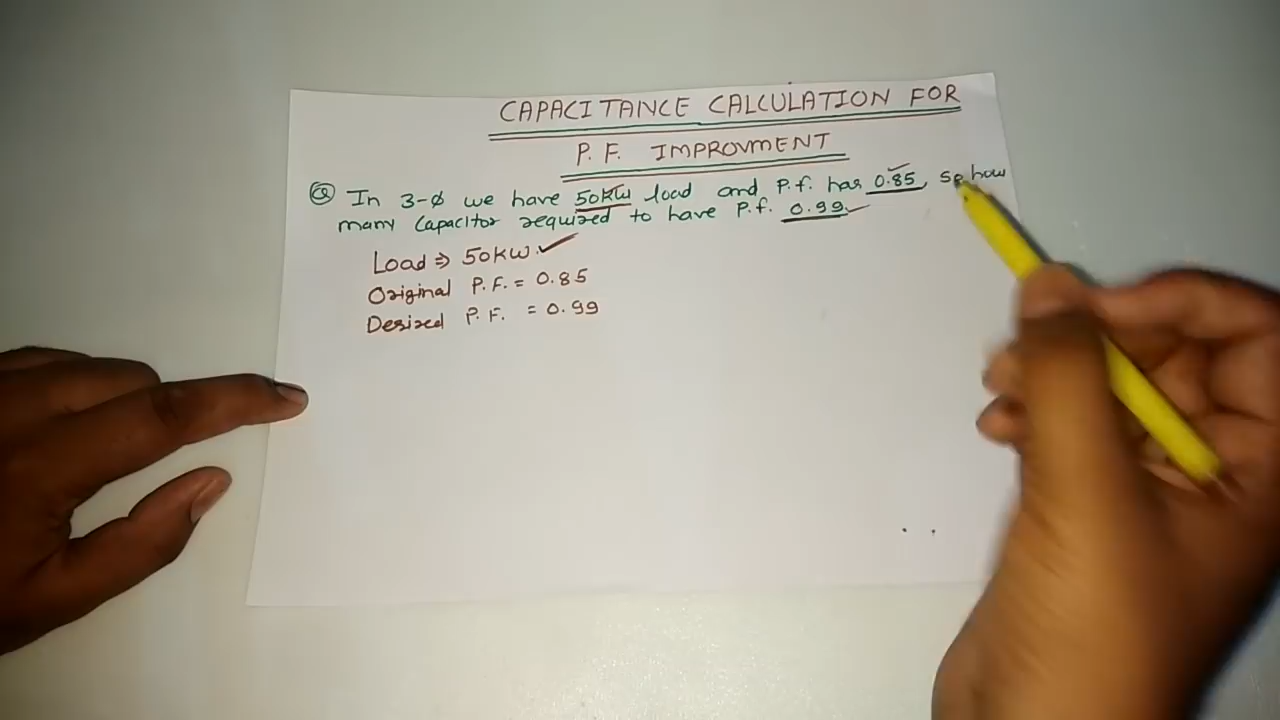 CAPACITANCE CALCULATION FOR
P.F. IMPROVMENT
Q In 3-ϕ we have 50KW load and P.f. has 0.85, so how
many Capacitor required to have P.f. 0.99
Load ⇒ 50KW.
Original P.F. = 0.85
Desired P.F. = 0.99